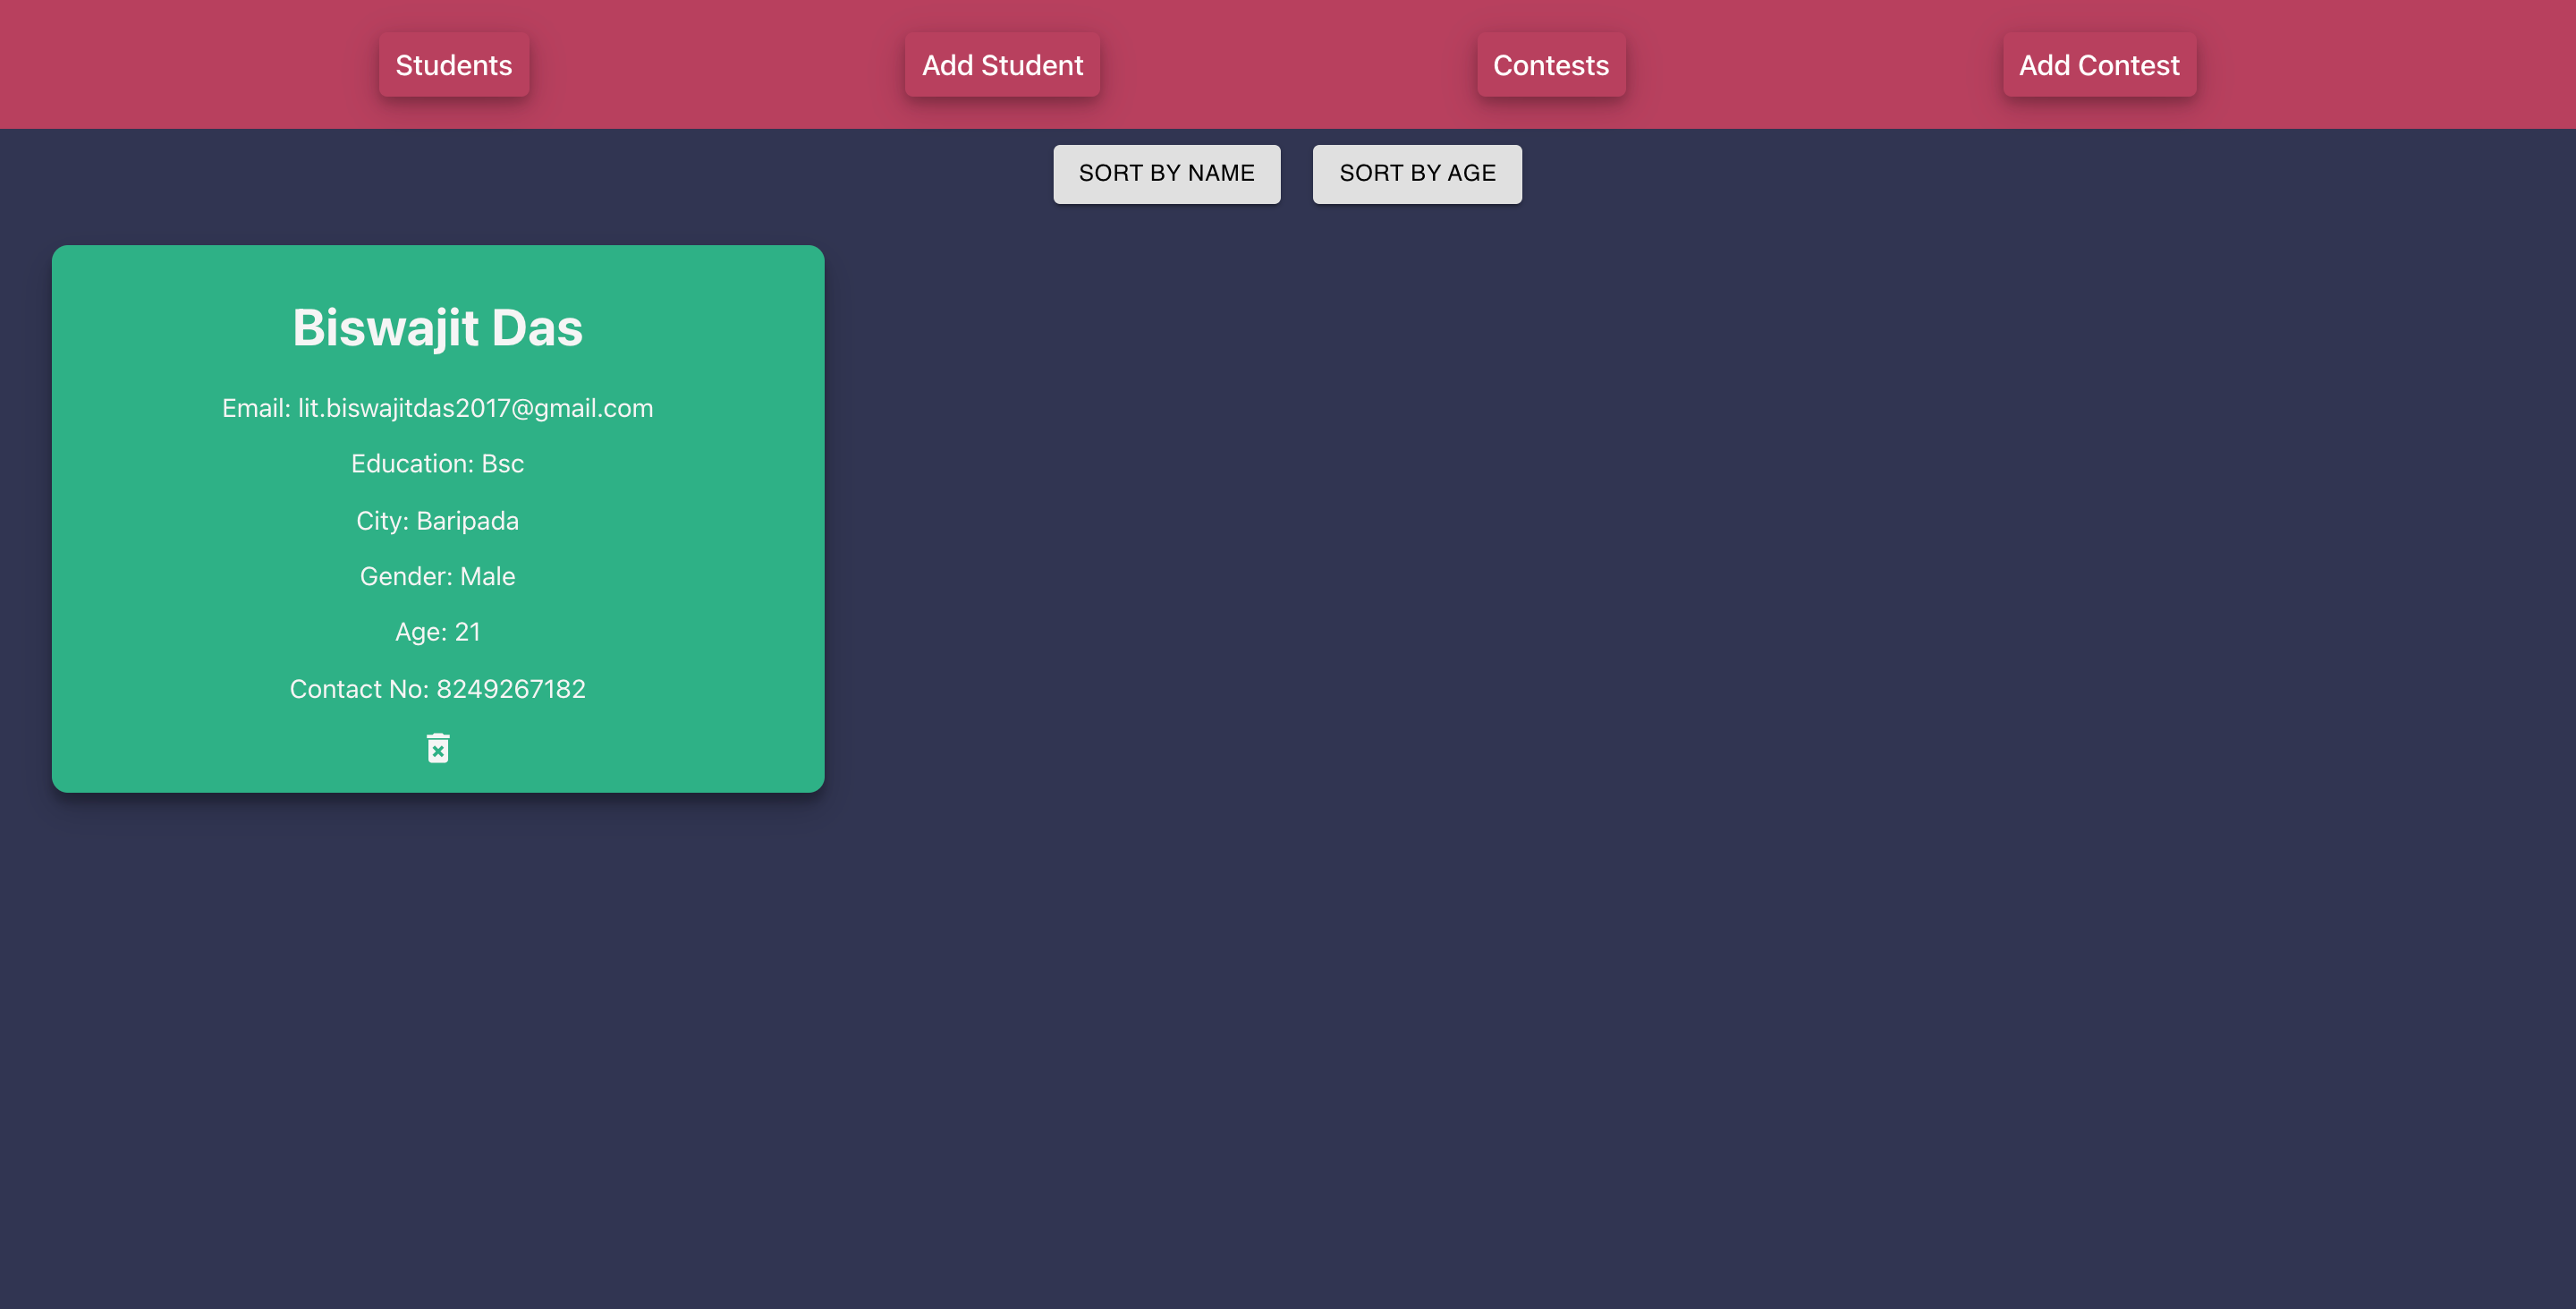 Students
Add Student
Contests
Add Contest
SORT BY NAME
SORT BY AGE
Biswajit Das
Email: lit.biswajitdas2017@gmail.com
Education: Bsc
City: Baripada
Gender: Male
Age: 21
Contact No: 8249267182